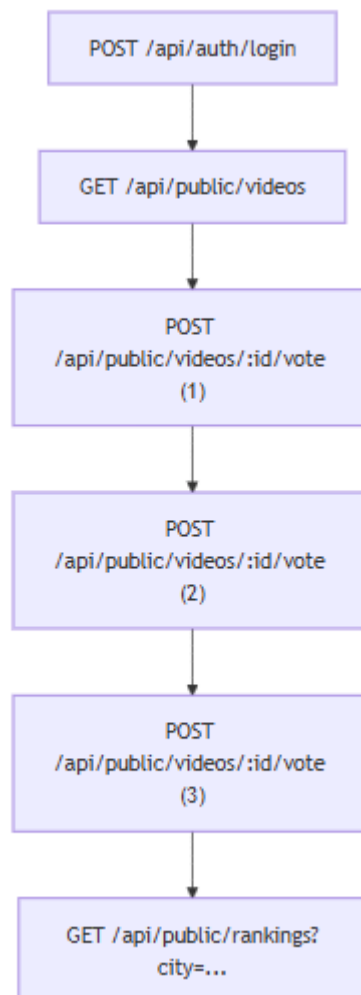 POST /api/auth/login
GET /api/public/videos
POST
/api/public/videos/:id/vote
(1)
POST
/api/public/videos/:id/vote
(2)
POST
/api/public/videos/:id/vote
(3)
GET /api/public/rankings?
city=...